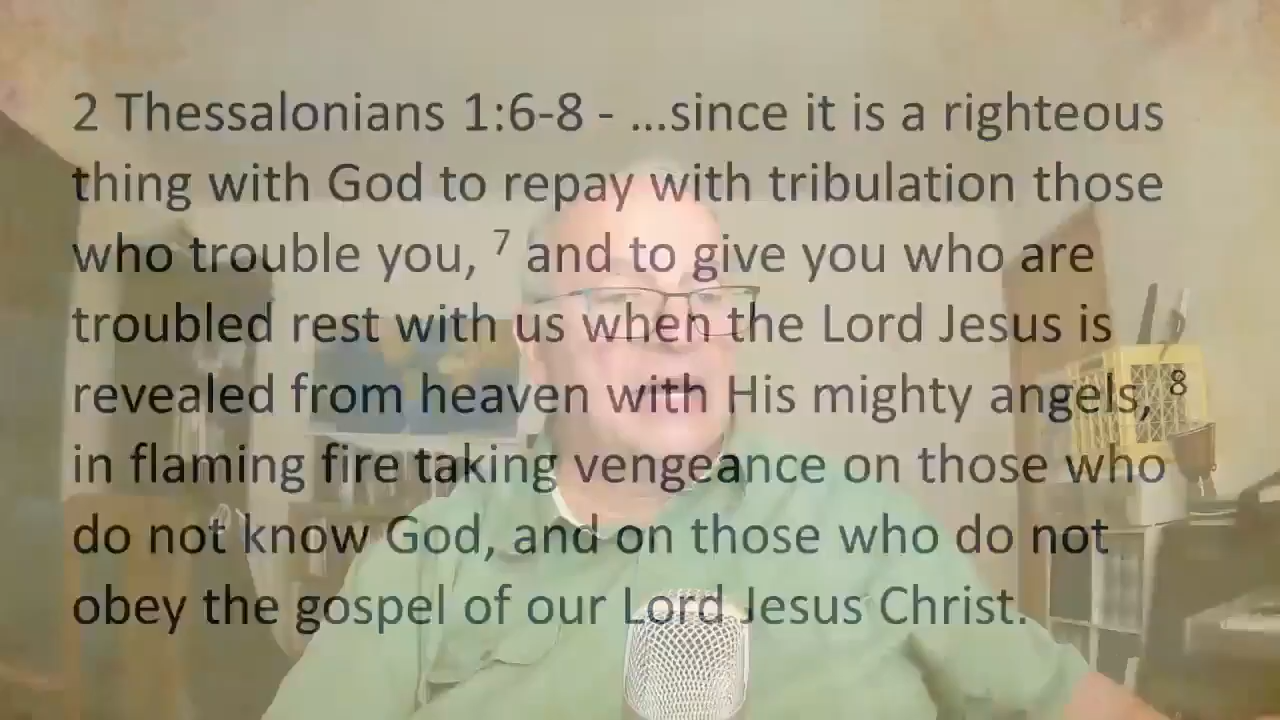 2 Thessalonians 1:6-8 - …since it is a righteous
thing with God to repay with tribulation those
who trouble you, ⁷ and to give you who are
troubled rest with us when the Lord Jesus is
revealed from heaven with His mighty angels, ⁸
in flaming fire taking vengeance on those who
do not know God, and on those who do not
obey the gospel of our Lord Jesus Christ.